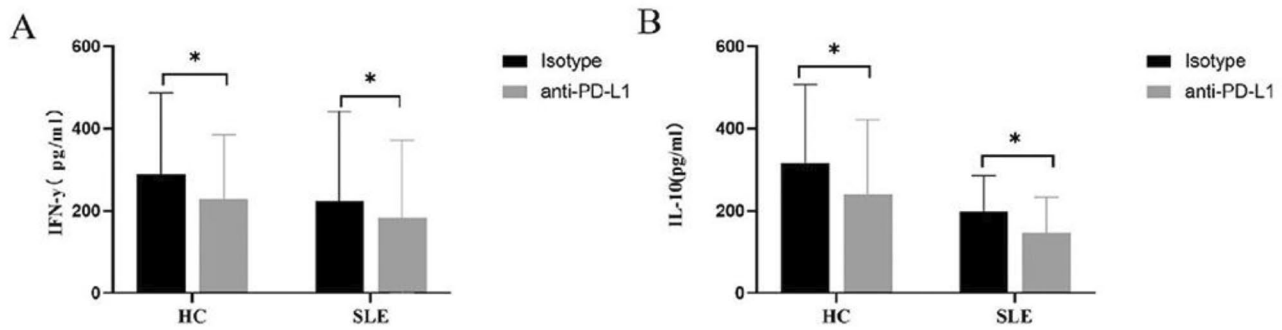 A
600
400
200
0
IFN-y( pg/ml)
*
*
HC
SLE
Isotype
anti-PD-L1
B
600
400
200
0
IL-10(pg/ml)
*
*
HC
SLE
Isotype
anti-PD-L1